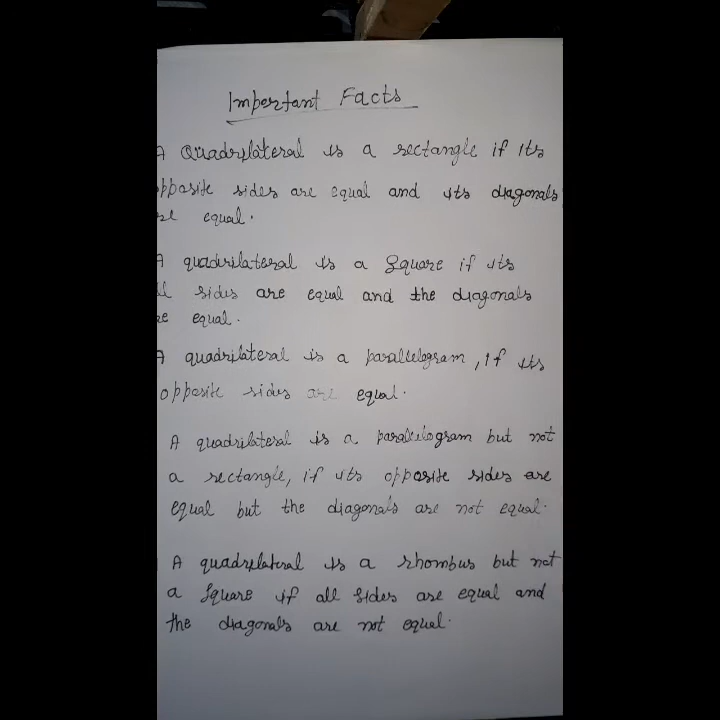 Important Facts
A Quadrilateral is a rectangle if its
opposite sides are equal and its diagonals
are equal.
A quadrilateral is a square if its
all sides are equal and the diagonals
are equal.
A quadrilateral is a parallelogram, if its
opposite sides are equal.
A quadrilateral is a parallelogram but not
a rectangle, if its opposite sides are
equal but the diagonals are not equal.
A quadrilateral is a rhombus but not
a square if all sides are equal and
the diagonals are not equal.